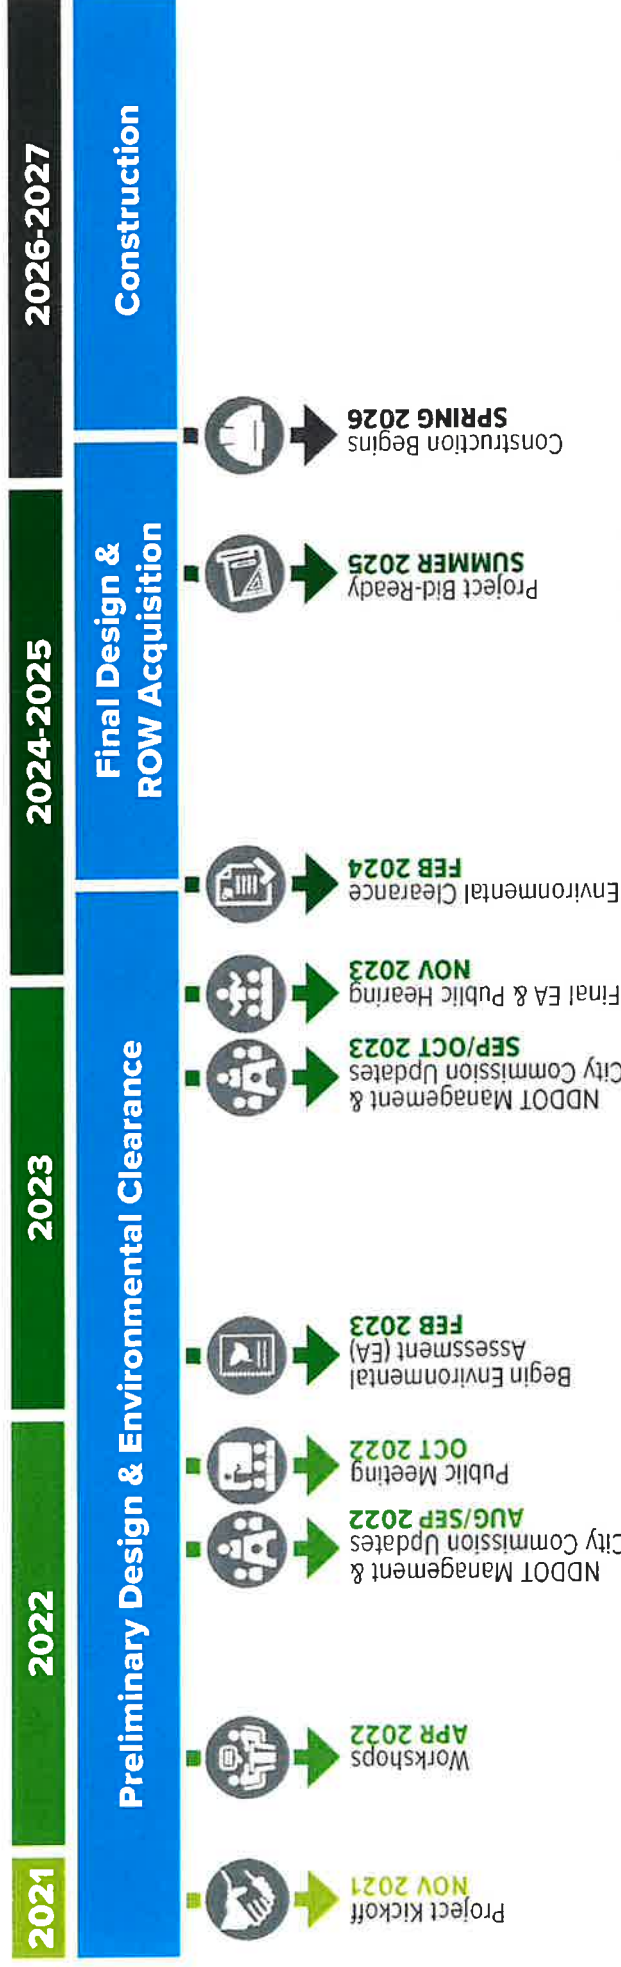 2021
2022
2023
2024-2025
2026-2027
Preliminary Design & Environmental Clearance
Final Design &
ROW Acquisition
Construction
Project Kickoff
NOV 2021
Workshops
APR 2022
NDDOT Management &
City Commission Updates
AUG/SEP 2022
Public Meeting
OCT 2022
Begin Environmental
Assessment (EA)
FEB 2023
NDDOT Management &
City Commission Updates
SEP/OCT 2023
Final EA & Public Hearing
NOV 2023
Environmental Clearance
FEB 2024
Project Bid-Ready
SUMMER 2025
Construction Begins
SPRING 2026